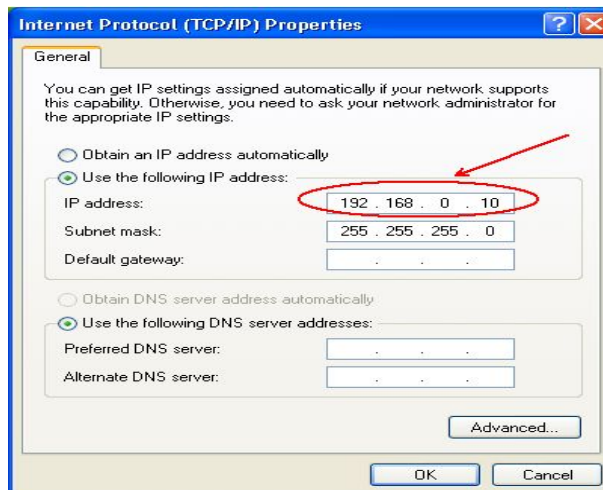 Internet Protocol (TCP/IP) Properties
General
You can get IP settings assigned automatically if your network supports
this capability. Otherwise, you need to ask your network administrator for
the appropriate IP settings.
Obtain an IP address automatically
Use the following IP address:
IP address: 192 . 168 . 0 . 10
Subnet mask: 255 . 255 . 255 . 0
Default gateway: . . .
Obtain DNS server address automatically
Use the following DNS server addresses:
Preferred DNS server: . . .
Alternate DNS server: . . .
Advanced...
OK Cancel